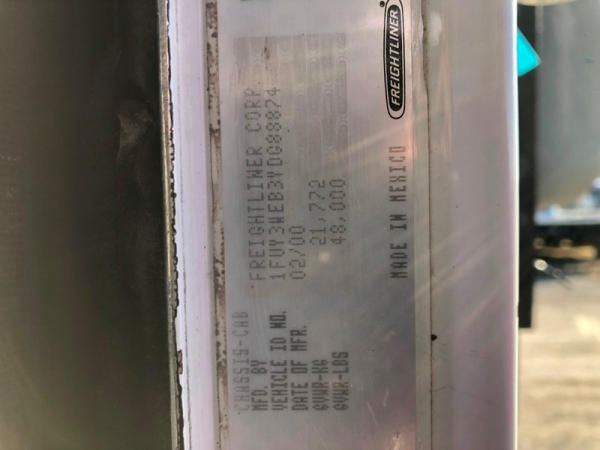 CHASSIS-CAB
MFD. BY FREIGHTLINER CORP.
VEHICLE ID NO. 1FUY3WEB3YDG88874
DATE OF MFR. 02/00
GVWR-KG 21,772
GVWR-LBS 48,000
MADE IN MEXICO
FREIGHTLINER